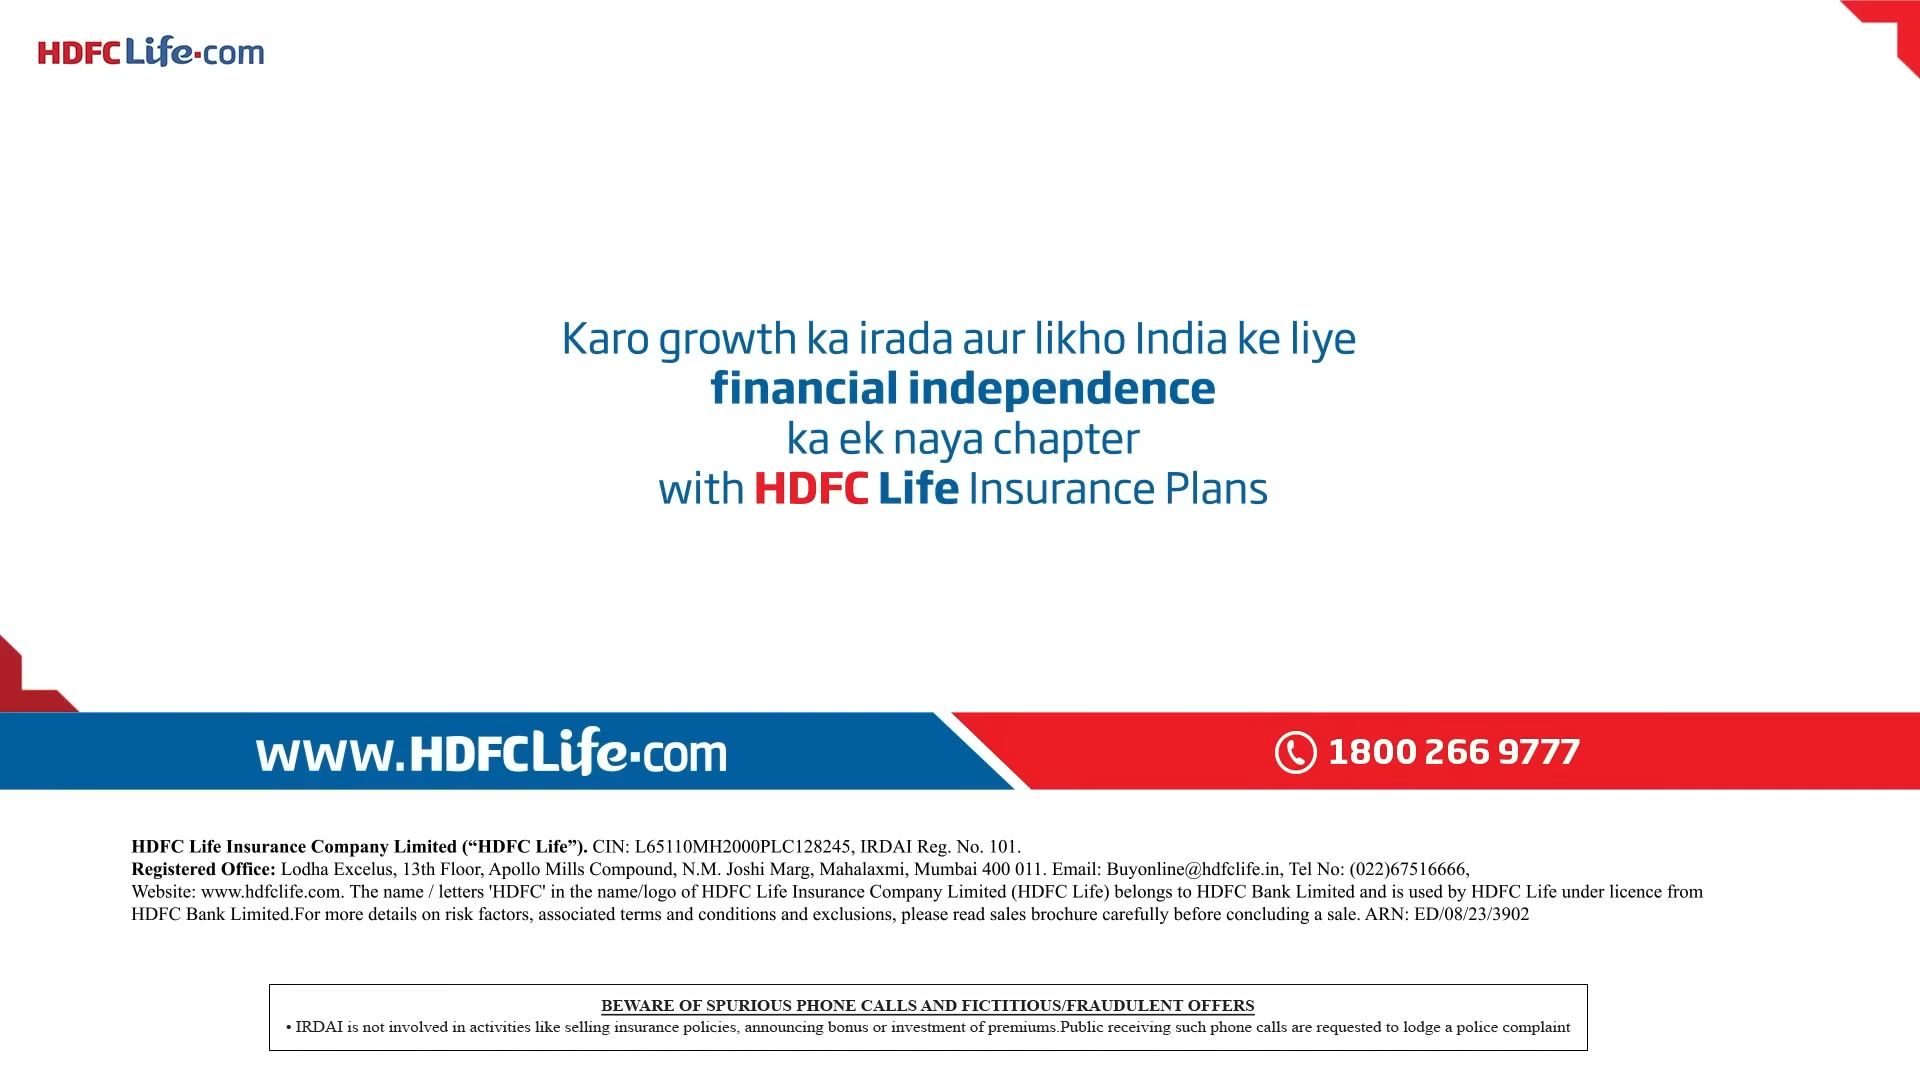 HDFC Life.com
Karo growth ka irada aur likho India ke liye
financial independence
ka ek naya chapter
with HDFC Life Insurance Plans
www.HDFCLife.com
1800 266 9777
HDFC Life Insurance Company Limited (“HDFC Life”). CIN: L65110MH2000PLC128245, IRDAI Reg. No. 101.
Registered Office: Lodha Excelus, 13th Floor, Apollo Mills Compound, N.M. Joshi Marg, Mahalaxmi, Mumbai 400 011. Email: Buyonline@hdfclife.in, Tel No: (022)67516666,
Website: www.hdfclife.com. The name / letters 'HDFC' in the name/logo of HDFC Life Insurance Company Limited (HDFC Life) belongs to HDFC Bank Limited and is used by HDFC Life under licence from
HDFC Bank Limited.For more details on risk factors, associated terms and conditions and exclusions, please read sales brochure carefully before concluding a sale. ARN: ED/08/23/3902
BEWARE OF SPURIOUS PHONE CALLS AND FICTITIOUS/FRAUDULENT OFFERS
• IRDAI is not involved in activities like selling insurance policies, announcing bonus or investment of premiums.Public receiving such phone calls are requested to lodge a police complaint